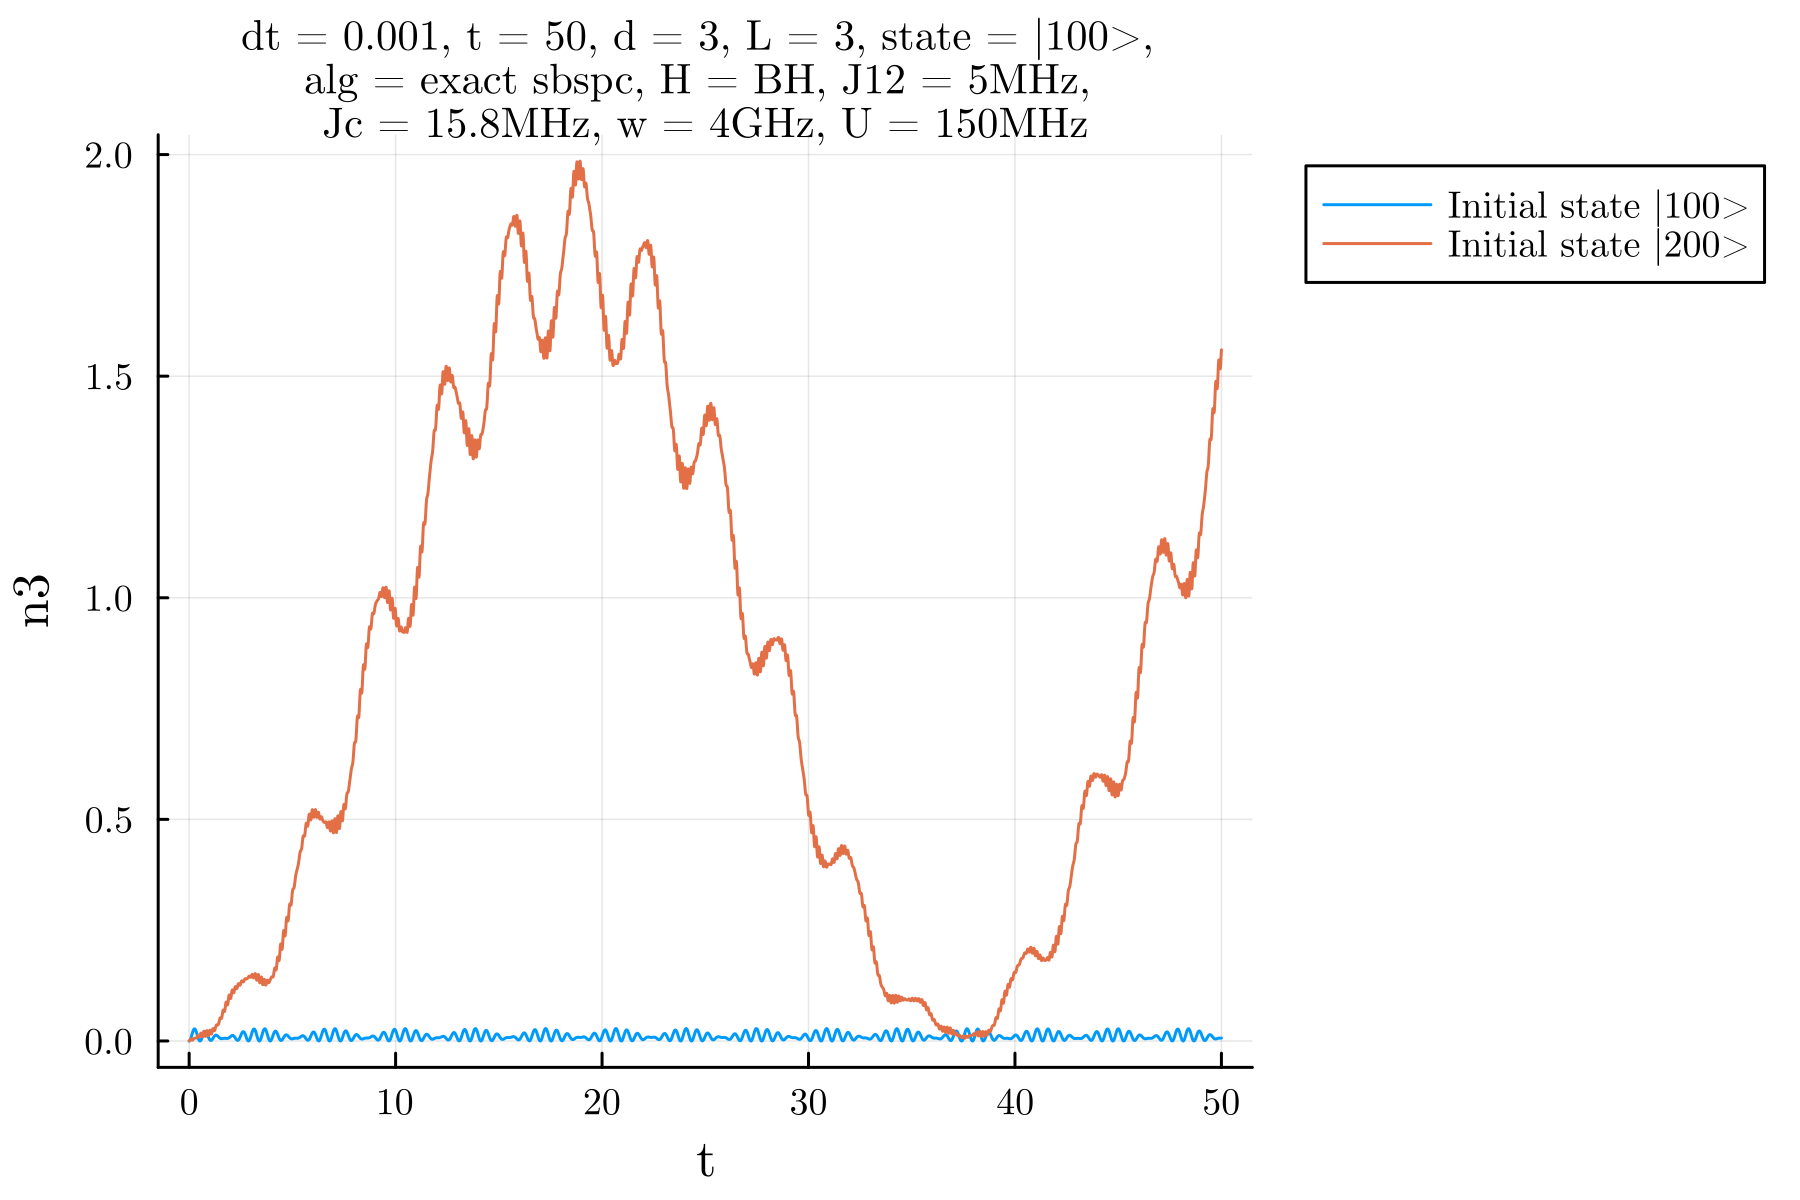 dt = 0.001, t = 50, d = 3, L = 3, state = |100>,
alg = exact sbspc, H = BH, J12 = 5MHz,
Jc = 15.8MHz, w = 4GHz, U = 150MHz
2.0
1.5
1.0
0.5
0.0
n3
0 10 20 30 40 50
t
Initial state |100>
Initial state |200>